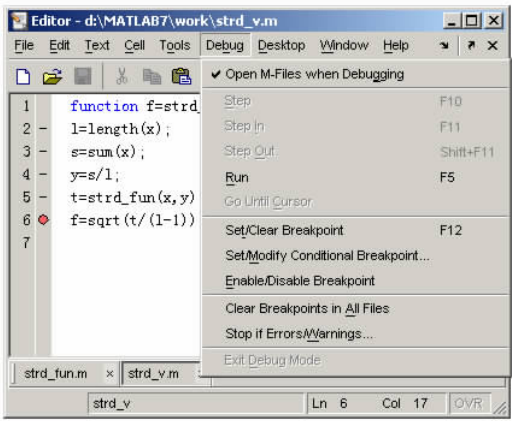 Editor - d:\MATLAB7\work\strd_v.m
File Edit Text Cell Tools Debug Desktop Window Help
1 function f=strd_
2 - l=length(x);
3 - s=sum(x);
4 - y=s/l;
5 - t=strd_fun(x,y)
6 f=sqrt(t/(l-1))
7
Open M-Files when Debugging
Step F10
Step In F11
Step Out Shift+F11
Run F5
Go Until Cursor
Set/Clear Breakpoint F12
Set/Modify Conditional Breakpoint...
Enable/Disable Breakpoint
Clear Breakpoints in All Files
Stop if Errors/Warnings...
Exit Debug Mode
strd_fun.m × strd_v.m
strd_v Ln 6 Col 17 OVR